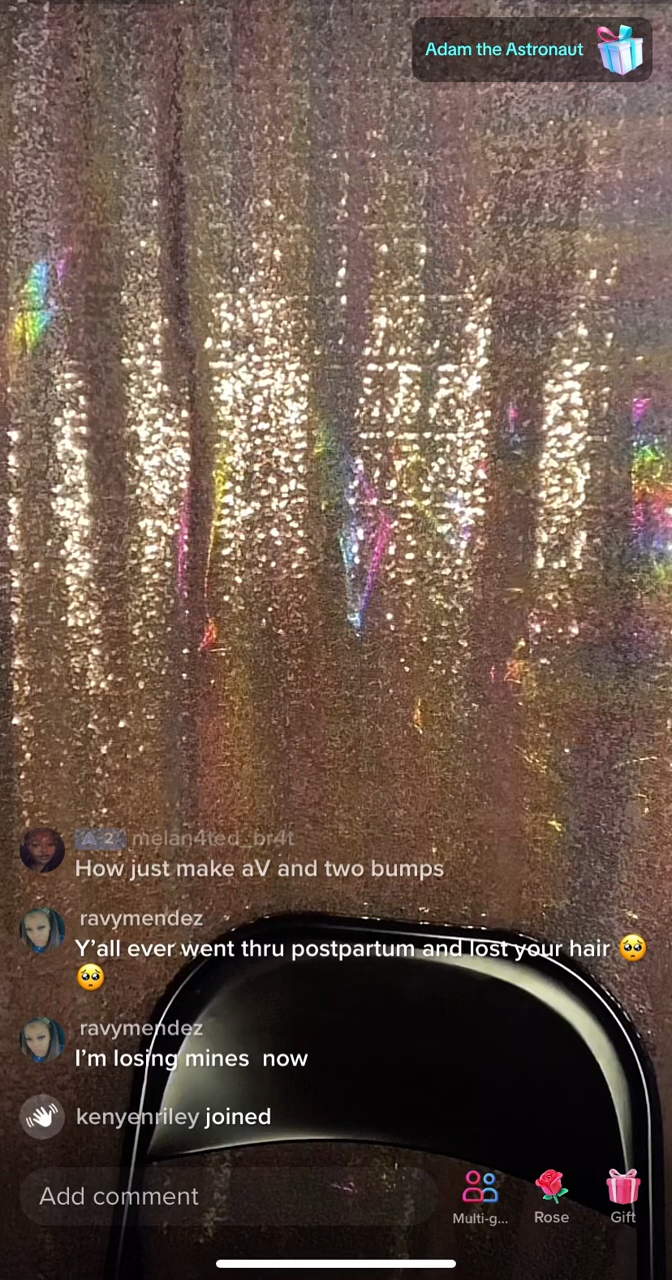 Adam the Astronaut
2 melan4ted_br4t
How just make aV and two bumps
ravymendez
Y’all ever went thru postpartum and lost your hair 🥺
🥺
ravymendez
I’m losing mines now
kenyenriley joined
Add comment
Multi-g...
Rose
Gift